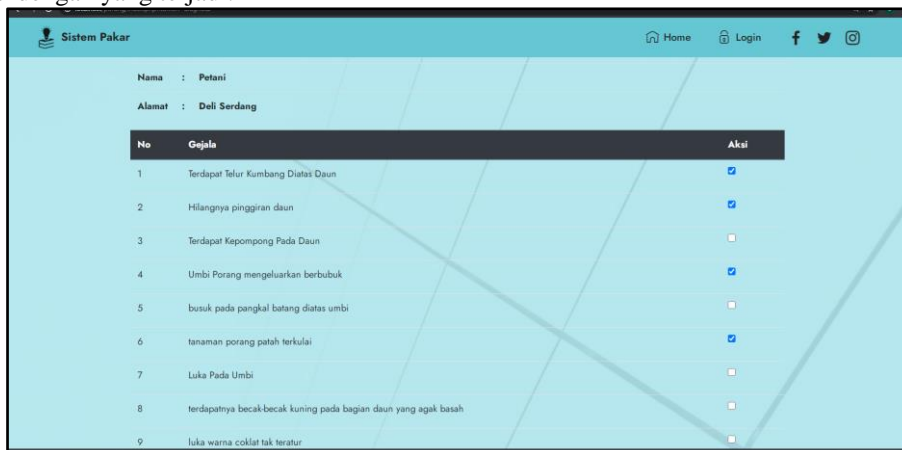 Sistem Pakar Home Login
Nama : Petani
Alamat : Deli Serdang
No Gejala Aksi
1 Terdapat Telur Kumbang Diatas Daun
2 Hilangnya pinggiran daun
3 Terdapat Kepompong Pada Daun
4 Umbi Porang mengeluarkan berbubuk
5 busuk pada pangkal batang diatas umbi
6 tanaman porang patah terkulai
7 Luka Pada Umbi
8 terdapatnya becak-becak kuning pada bagian daun yang agak basah
9 luka warna coklat tak teratur